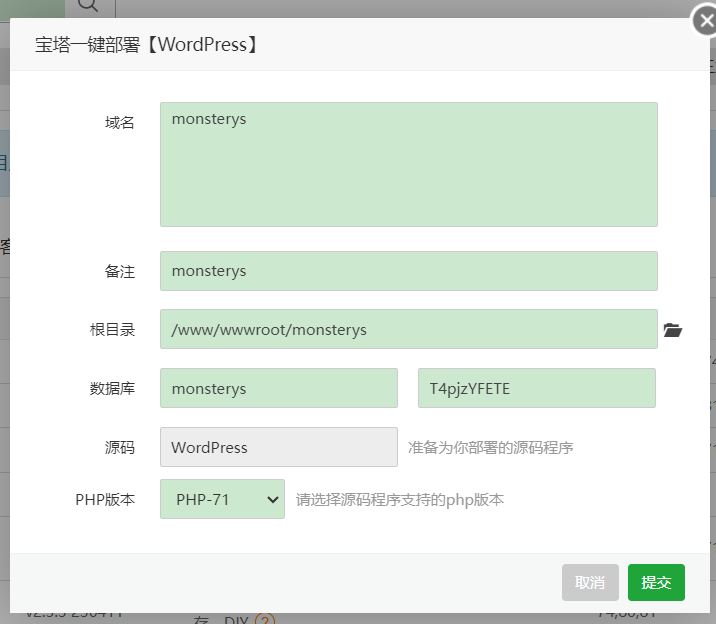 宝塔一键部署【WordPress】
域名
monsterys
备注
monsterys
根目录
/www/wwwroot/monsterys
数据库
monsterys
T4pjzYFETE
源码
WordPress
准备为你部署的源码程序
PHP版本
PHP-71
请选择源码程序支持的php版本
取消
提交